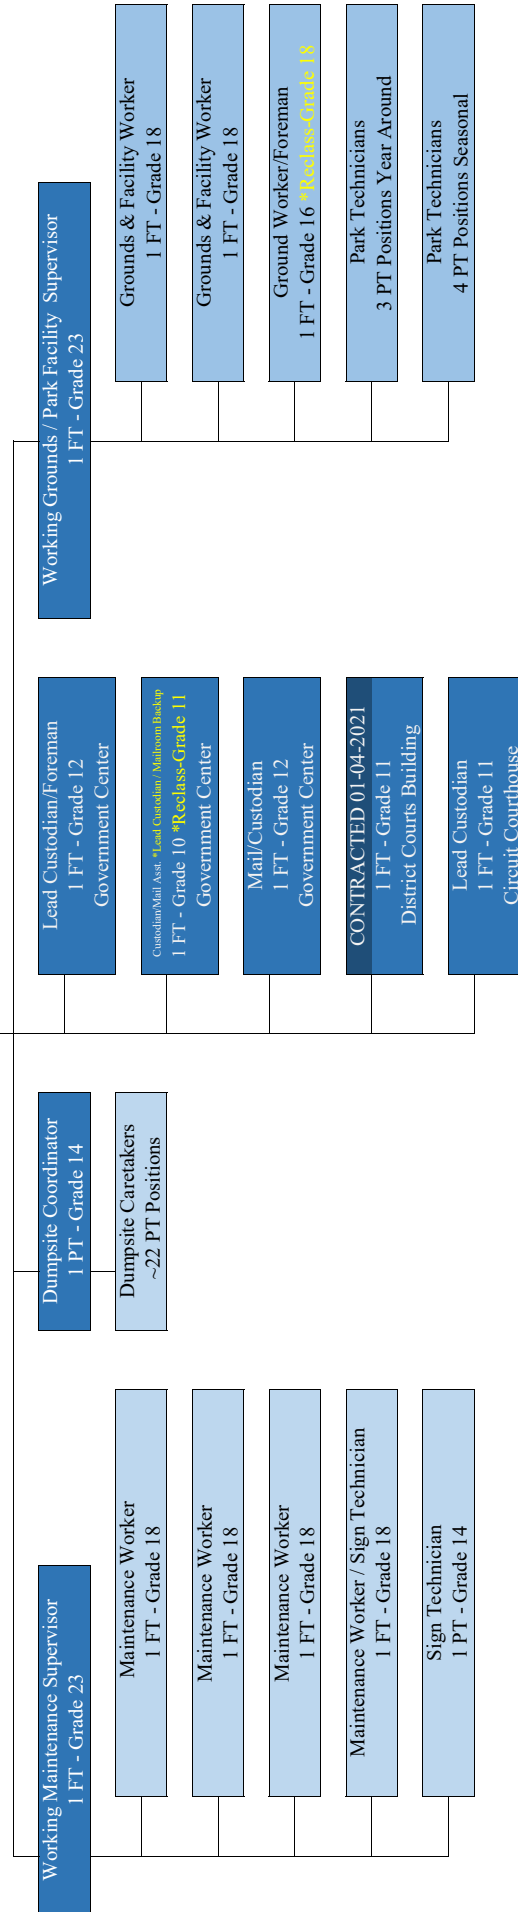 Working Maintenance Supervisor
1 FT - Grade 23
Maintenance Worker
1 FT - Grade 18
Maintenance Worker
1 FT - Grade 18
Maintenance Worker
1 FT - Grade 18
Maintenance Worker / Sign Technician
1 FT - Grade 18
Sign Technician
1 PT - Grade 14
Dumpsite Coordinator
1 PT - Grade 14
Dumpsite Caretakers
~22 PT Positions
Lead Custodian/Foreman
1 FT - Grade 12
Government Center
Custodian/Mail Asst. *Lead Custodian / Mailroom Backup
1 FT - Grade 10 *Reclass-Grade 11
Government Center
Mail/Custodian
1 FT - Grade 12
Government Center
CONTRACTED 01-04-2021
1 FT - Grade 11
District Courts Building
Lead Custodian
1 FT - Grade 11
Circuit Courthouse
Working Grounds / Park Facility Supervisor
1 FT - Grade 23
Grounds & Facility Worker
1 FT - Grade 18
Grounds & Facility Worker
1 FT - Grade 18
Ground Worker/Foreman
1 FT - Grade 16 *Reclass-Grade 18
Park Technicians
3 PT Positions Year Around
Park Technicians
4 PT Positions Seasonal